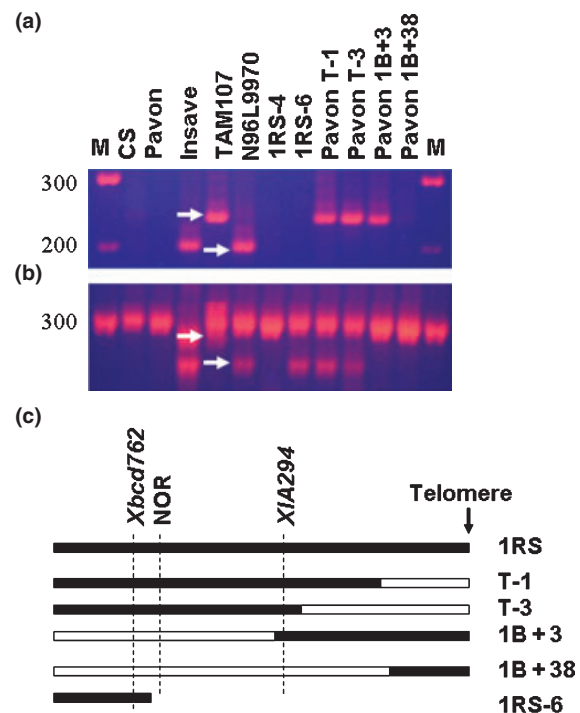 (a)
M
CS
Pavon
Insave
TAM107
N96L9970
1RS-4
1RS-6
Pavon T-1
Pavon T-3
Pavon 1B+3
Pavon 1B+38
M
300
200
(b)
300
(c)
Xbcd762
NOR
XIA294
Telomere
1RS
T-1
T-3
1B + 3
1B + 38
1RS-6